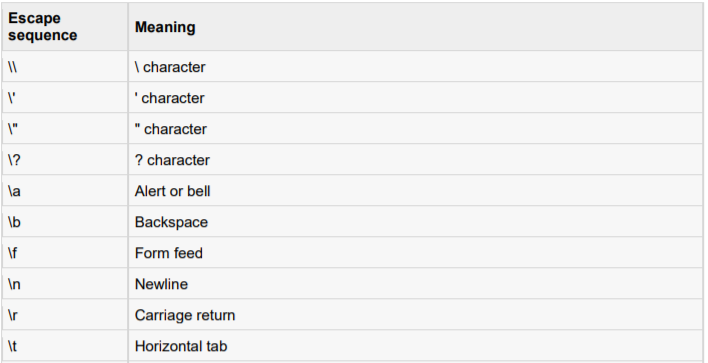 Escape sequence Meaning
\\ \ character
\' ' character
\" " character
\? ? character
\a Alert or bell
\b Backspace
\f Form feed
\n Newline
\r Carriage return
\t Horizontal tab